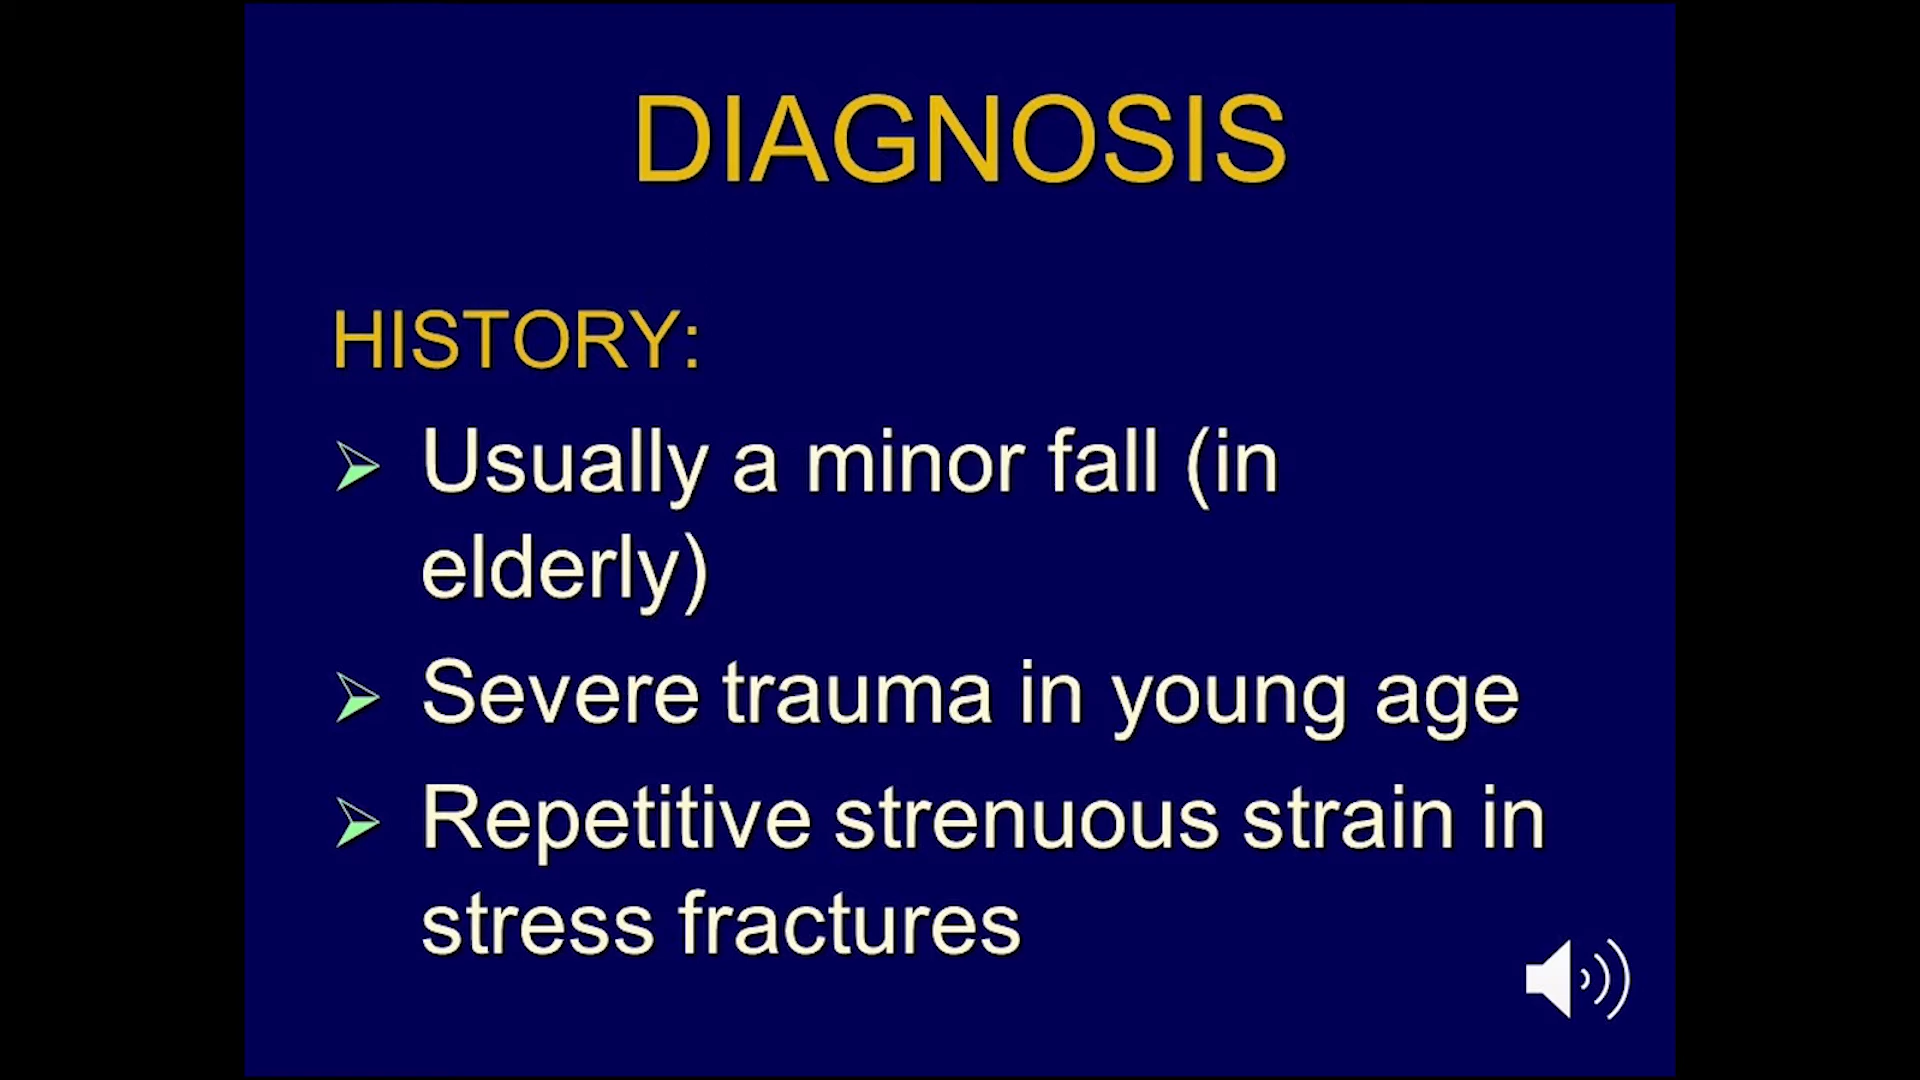 DIAGNOSIS
HISTORY:
Usually a minor fall (in
elderly)
Severe trauma in young age
Repetitive strenuous strain in
stress fractures